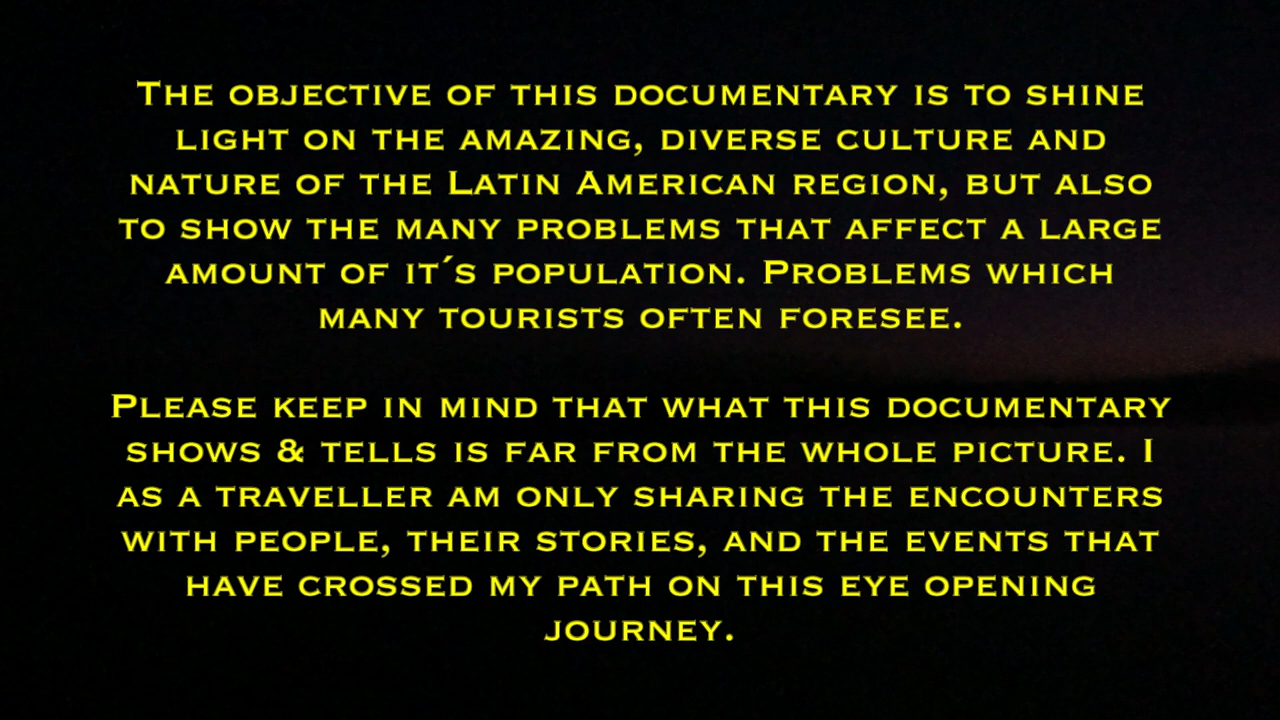 The objective of this documentary is to shine
light on the amazing, diverse culture and
nature of the Latin American region, but also
to show the many problems that affect a large
amount of it´s population. Problems which
many tourists often foresee.
Please keep in mind that what this documentary
shows & tells is far from the whole picture. I
as a traveller am only sharing the encounters
with people, their stories, and the events that
have crossed my path on this eye opening
journey.